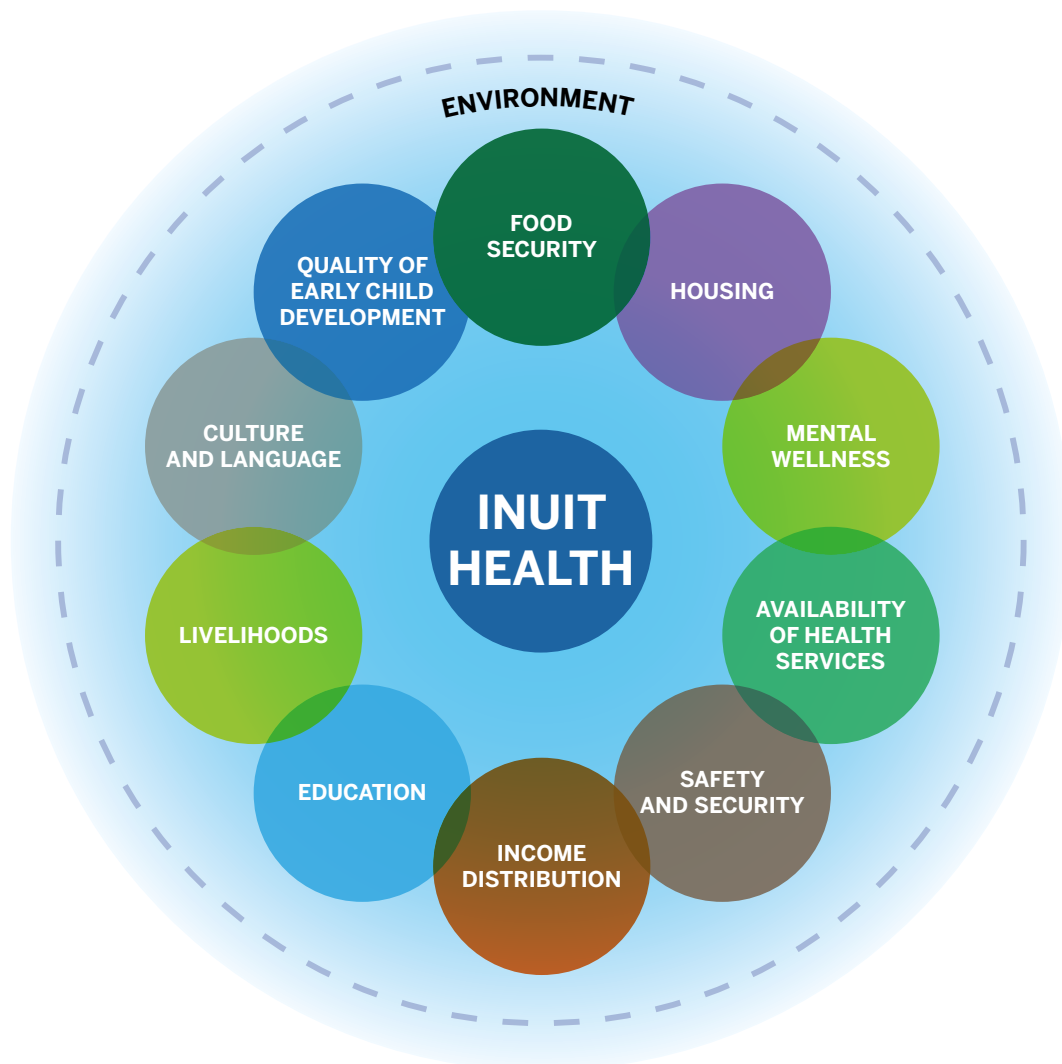 ENVIRONMENT
FOOD
SECURITY
QUALITY OF
EARLY CHILD
DEVELOPMENT
HOUSING
CULTURE
AND LANGUAGE
MENTAL
WELLNESS
INUIT
HEALTH
LIVELIHOODS
AVAILABILITY
OF HEALTH
SERVICES
EDUCATION
SAFETY
AND SECURITY
INCOME
DISTRIBUTION